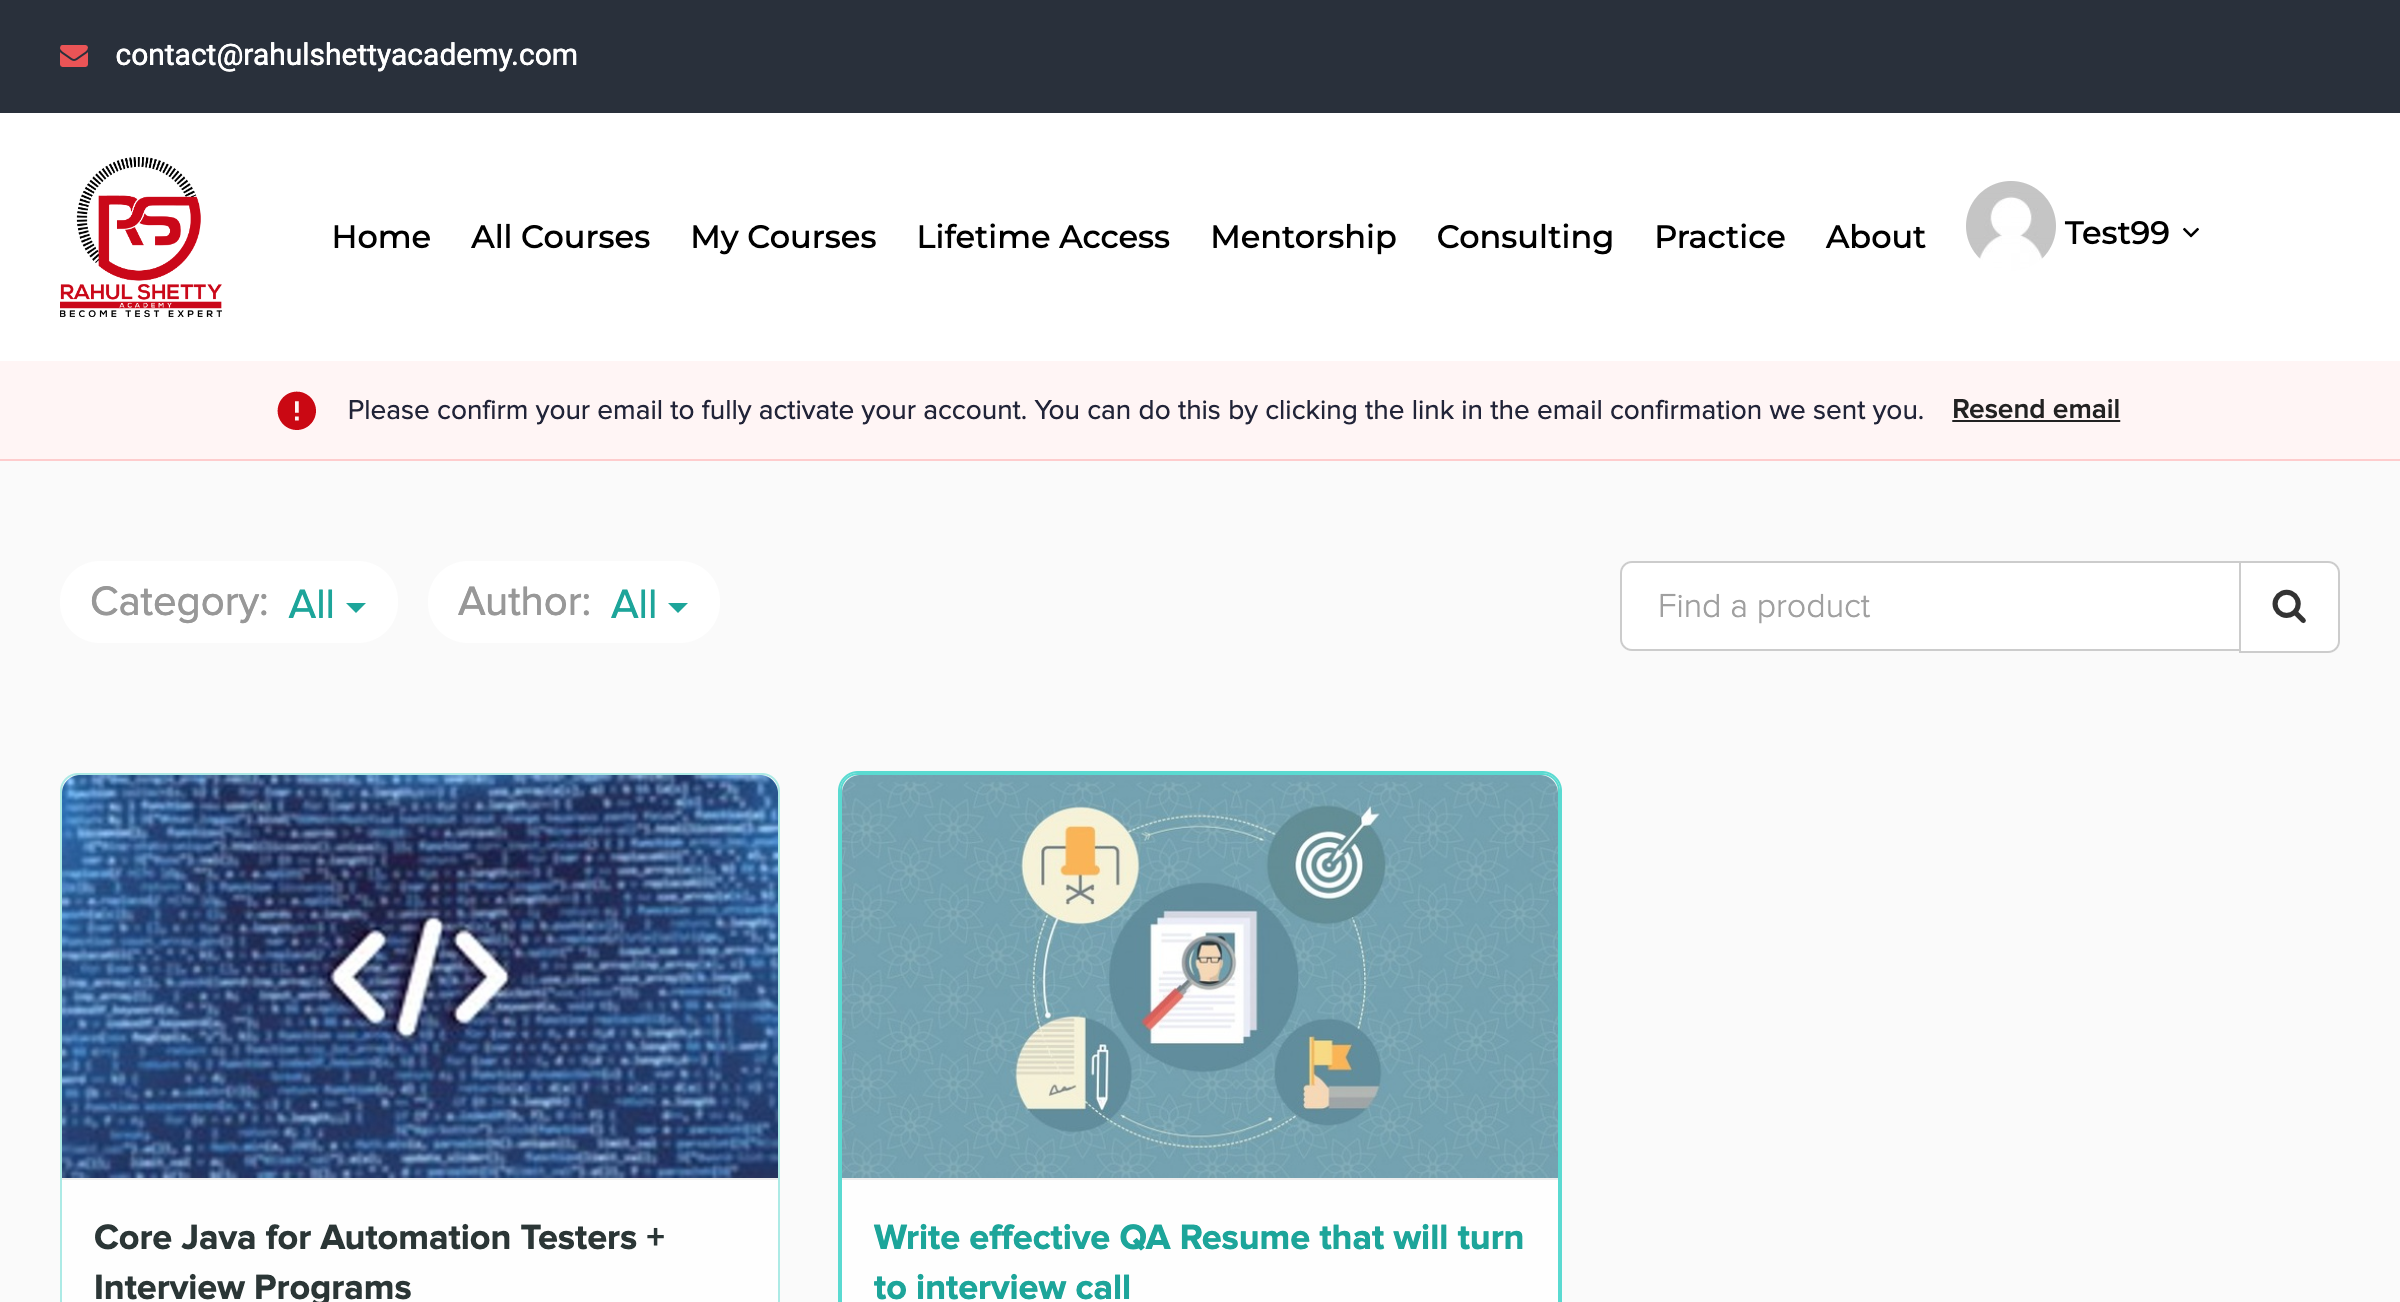 contact@rahulshettyacademy.com
RAHUL SHETTY
ACADEMY
BECOME TEST EXPERT
Home All Courses My Courses Lifetime Access Mentorship Consulting Practice About Test99
Please confirm your email to fully activate your account. You can do this by clicking the link in the email confirmation we sent you. Resend email
Category: All Author: All Find a product
Core Java for Automation Testers +
Interview Programs
Write effective QA Resume that will turn
to interview call